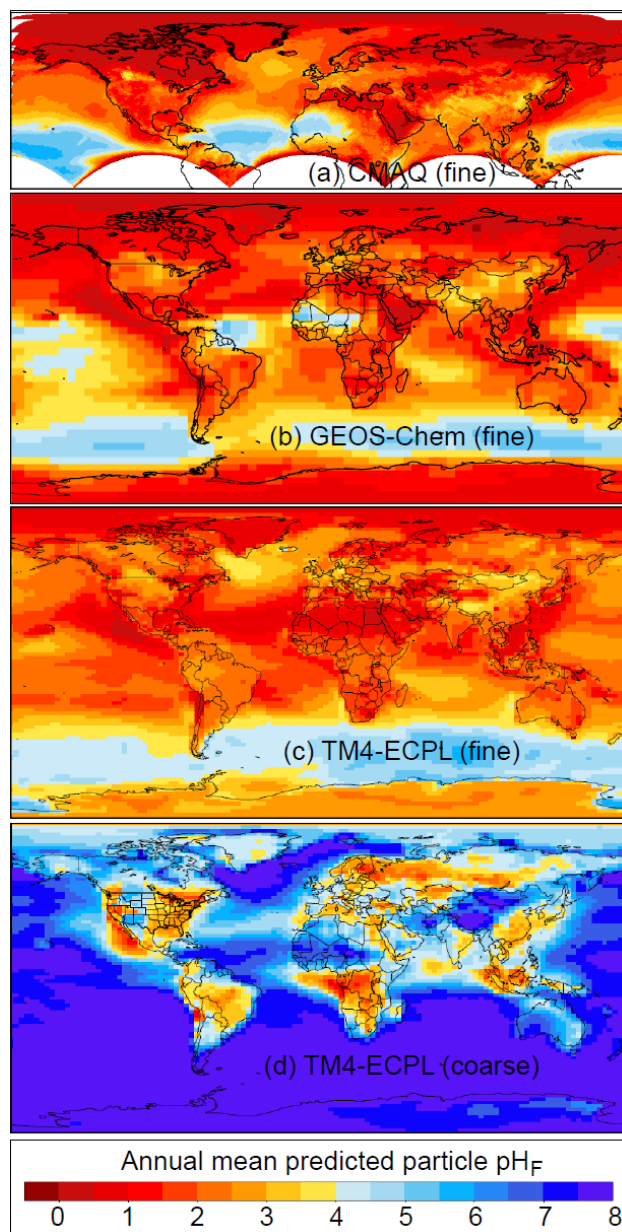 (a) CMAQ (fine)
(b) GEOS-Chem (fine)
(c) TM4-ECPL (fine)
(d) TM4-ECPL (coarse)
Annual mean predicted particle pHF
0 1 2 3 4 5 6 7 8